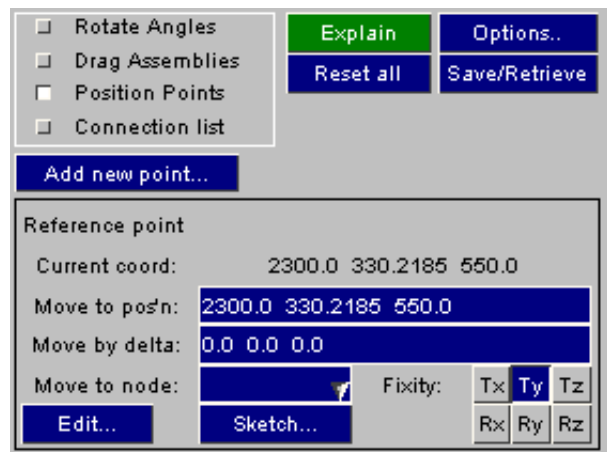 Rotate Angles
Explain
Options..
Drag Assemblies
Reset all
Save/Retrieve
Position Points
Connection list
Add new point...
Reference point
Current coord: 2300.0 330.2185 550.0
Move to pos'n: 2300.0 330.2185 550.0
Move by delta: 0.0 0.0 0.0
Move to node: Fixity: Tx Ty Tz
Edit... Sketch... Rx Ry Rz